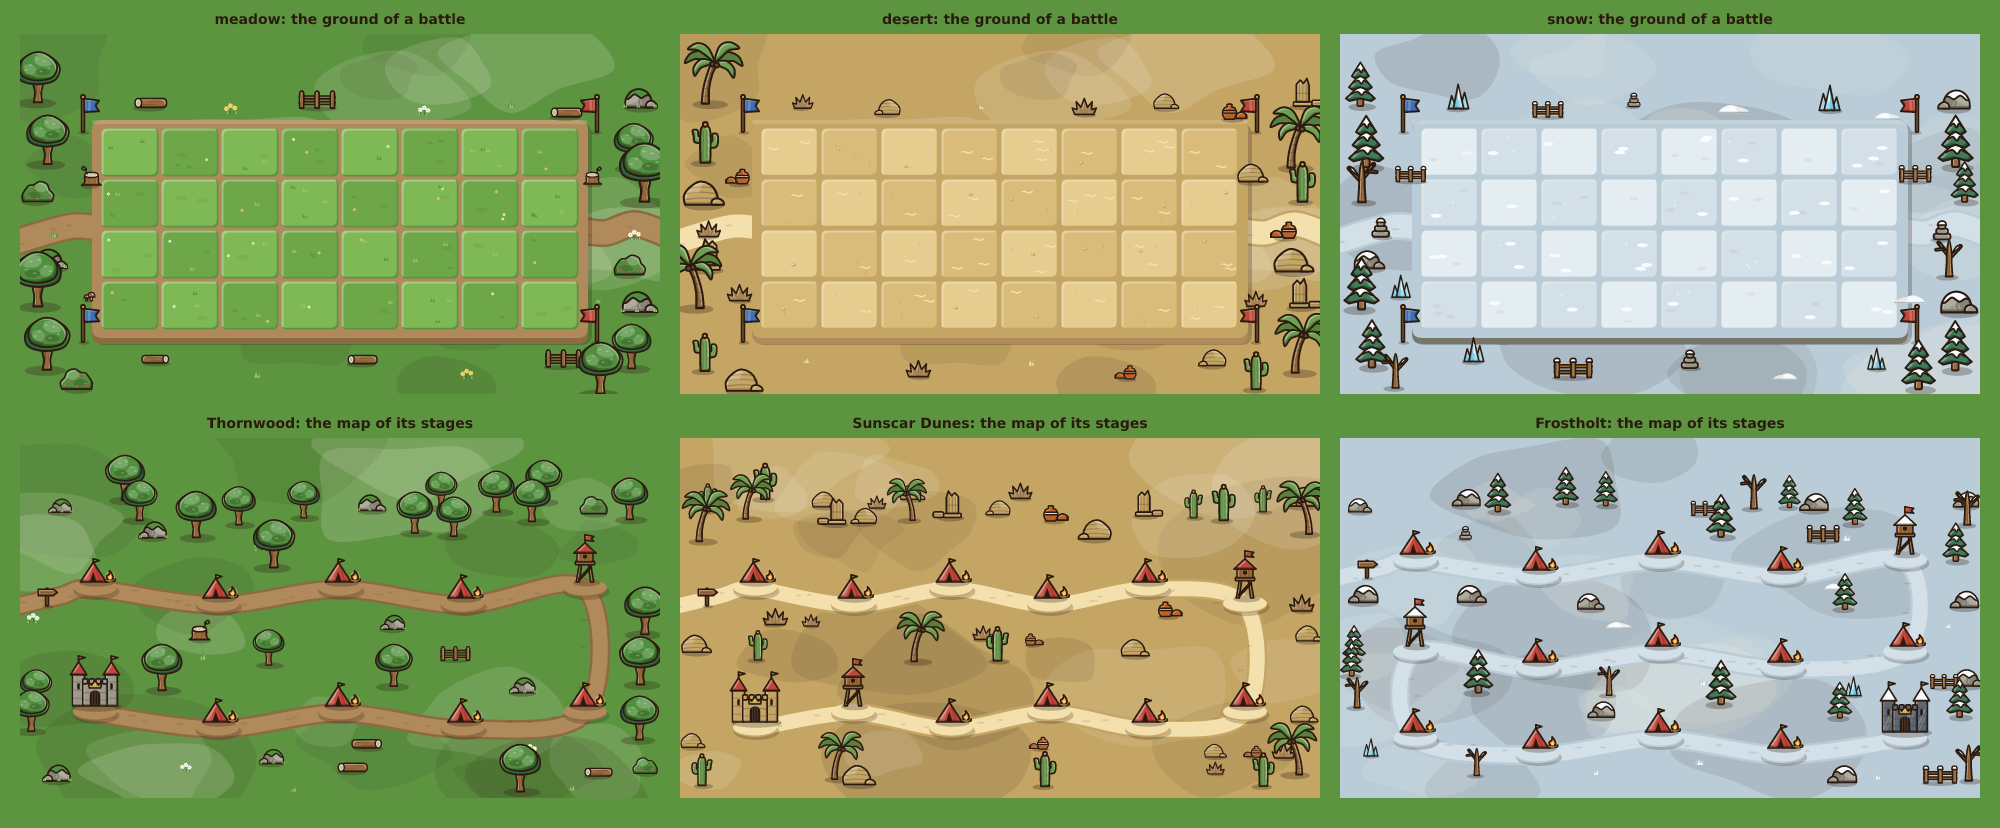 meadow: the ground of a battle
desert: the ground of a battle
snow: the ground of a battle
Thornwood: the map of its stages
Sunscar Dunes: the map of its stages
Frostholt: the map of its stages